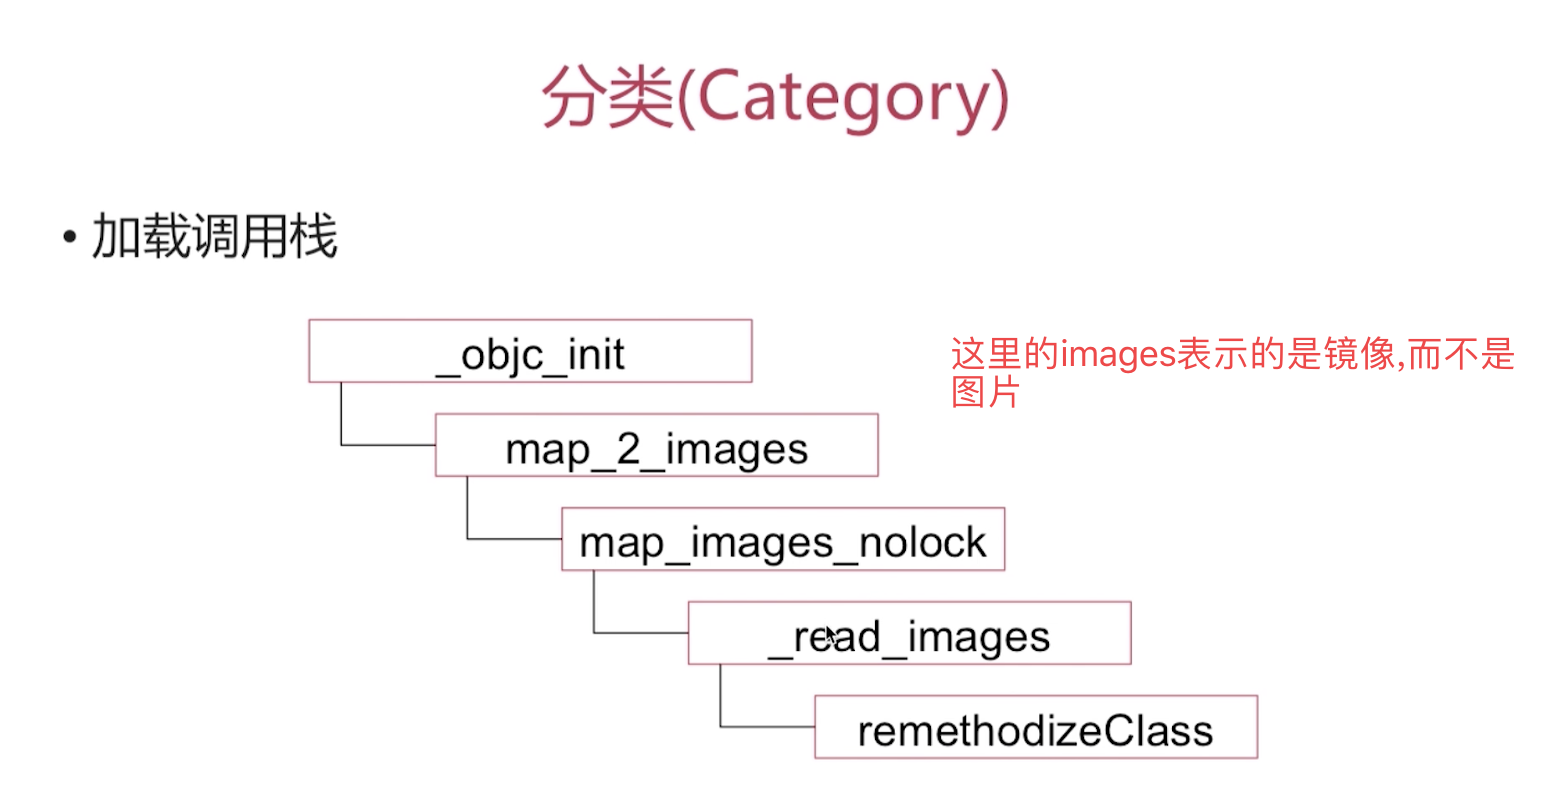 分类(Category)
• 加载调用栈
_objc_init
这里的images表示的是镜像,而不是
图片
map_2_images
map_images_nolock
_read_images
remethodizeClass